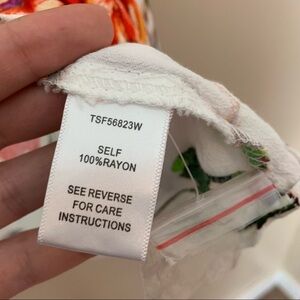 TSF56823W
SELF
100%RAYON
SEE REVERSE
FOR CARE
INSTRUCTIONS